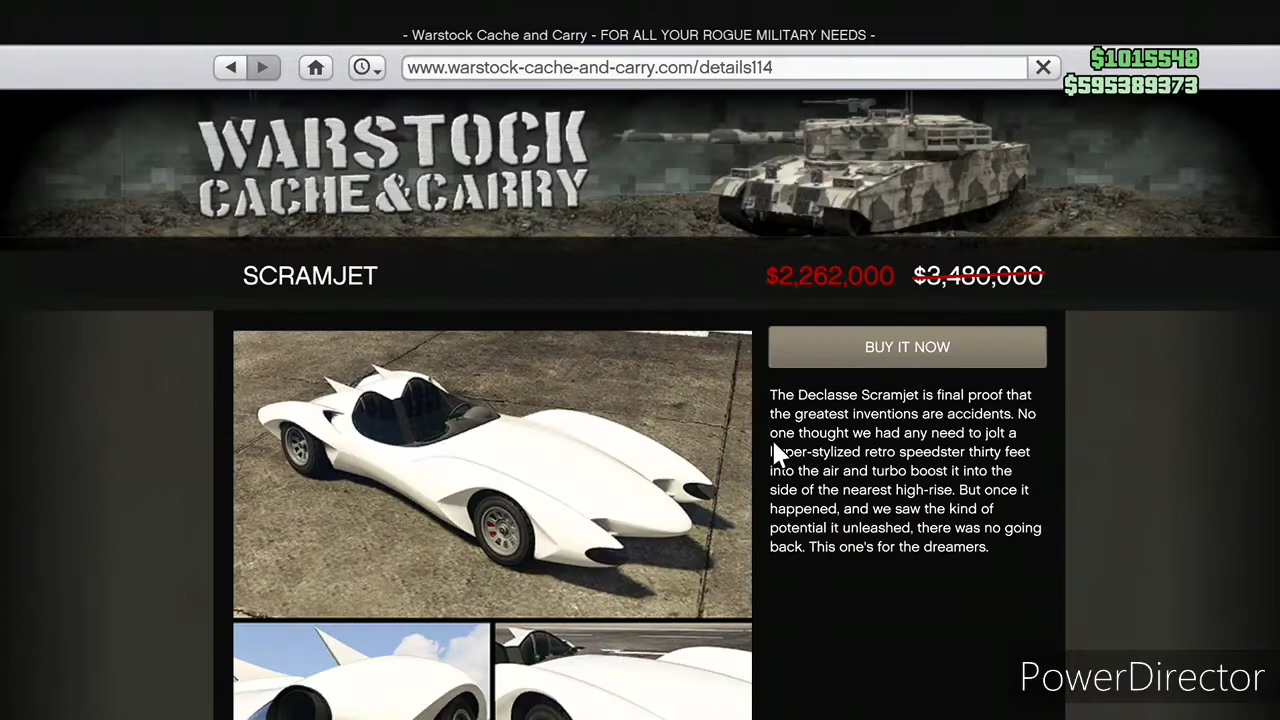 - Warstock Cache and Carry - FOR ALL YOUR ROGUE MILITARY NEEDS -
www.warstock-cache-and-carry.com/details114
$1015548
$595389373
WARSTOCK
CACHE&CARRY
SCRAMJET
$2,262,000 $3,480,000
BUY IT NOW
The Declasse Scramjet is final proof that
the greatest inventions are accidents. No
one thought we had any need to jolt a
hyper-stylized retro speedster thirty feet
into the air and turbo boost it into the
side of the nearest high-rise. But once it
happened, and we saw the kind of
potential it unleashed, there was no going
back. This one's for the dreamers.
PowerDirector